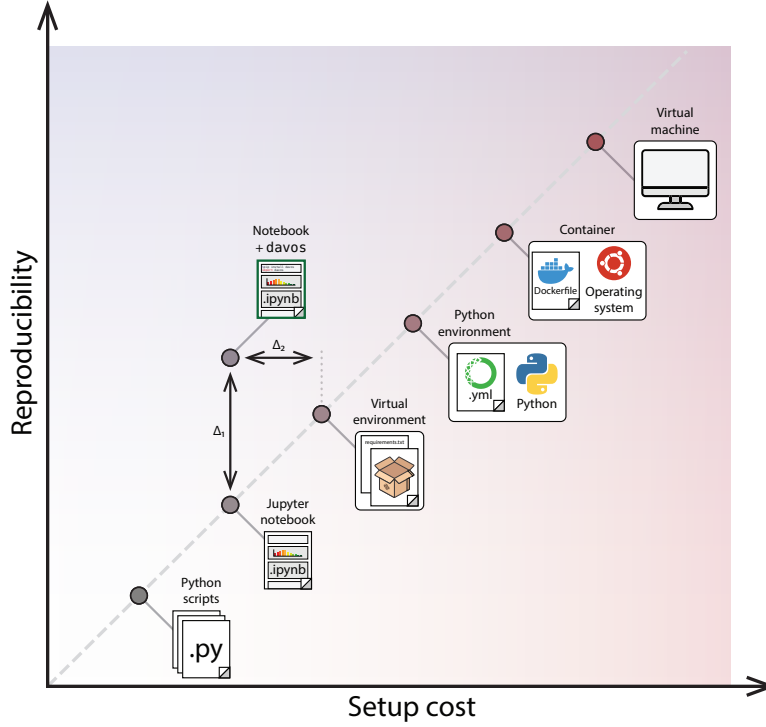 Reproducibility
Virtual
machine
Container
Dockerfile
Operating
system
Notebook
+ davos
.ipynb
Python
environment
.yml
Python
Δ₂
Δ₁
Virtual
environment
requirements.txt
Jupyter
notebook
.ipynb
Python
scripts
.py
Setup cost